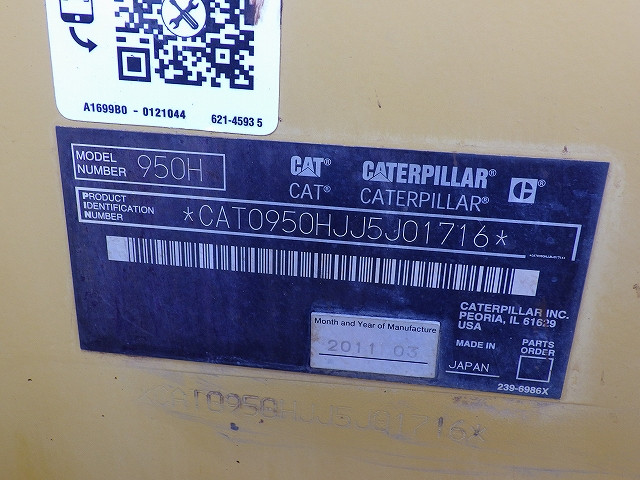 A1699B0 - 0121044
621-4593 5
MODEL NUMBER 950H
CAT® CATERPILLAR®
CAT® CATERPILLAR® C®
PRODUCT IDENTIFICATION NUMBER
*CAT0950HJJ5J01716*
CATERPILLAR INC.
PEORIA, IL 61629
USA
Month and Year of Manufacture
2011 03
MADE IN
JAPAN
PARTS ORDER
239-6986X
CAT0950HJJ5J01716*